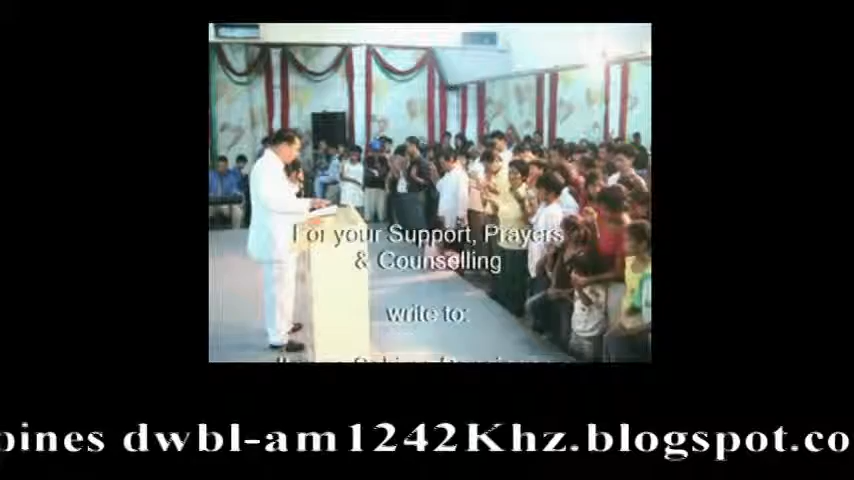 For your Support, Prayers
& Counselling
write to:
pines dwbl-am1242Khz.blogspot.co